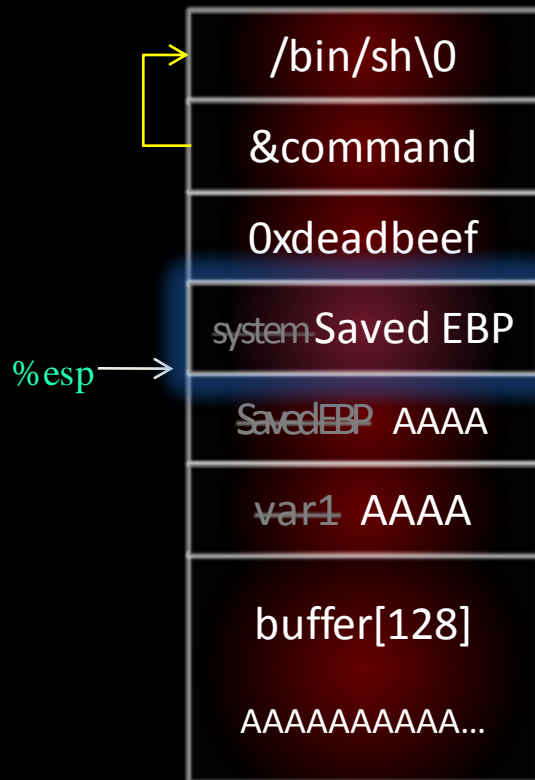 /bin/sh\0
&command
0xdeadbeef
system Saved EBP
%esp
SavedEBP AAAA
var1 AAAA
buffer[128]
AAAAAAAAAA...